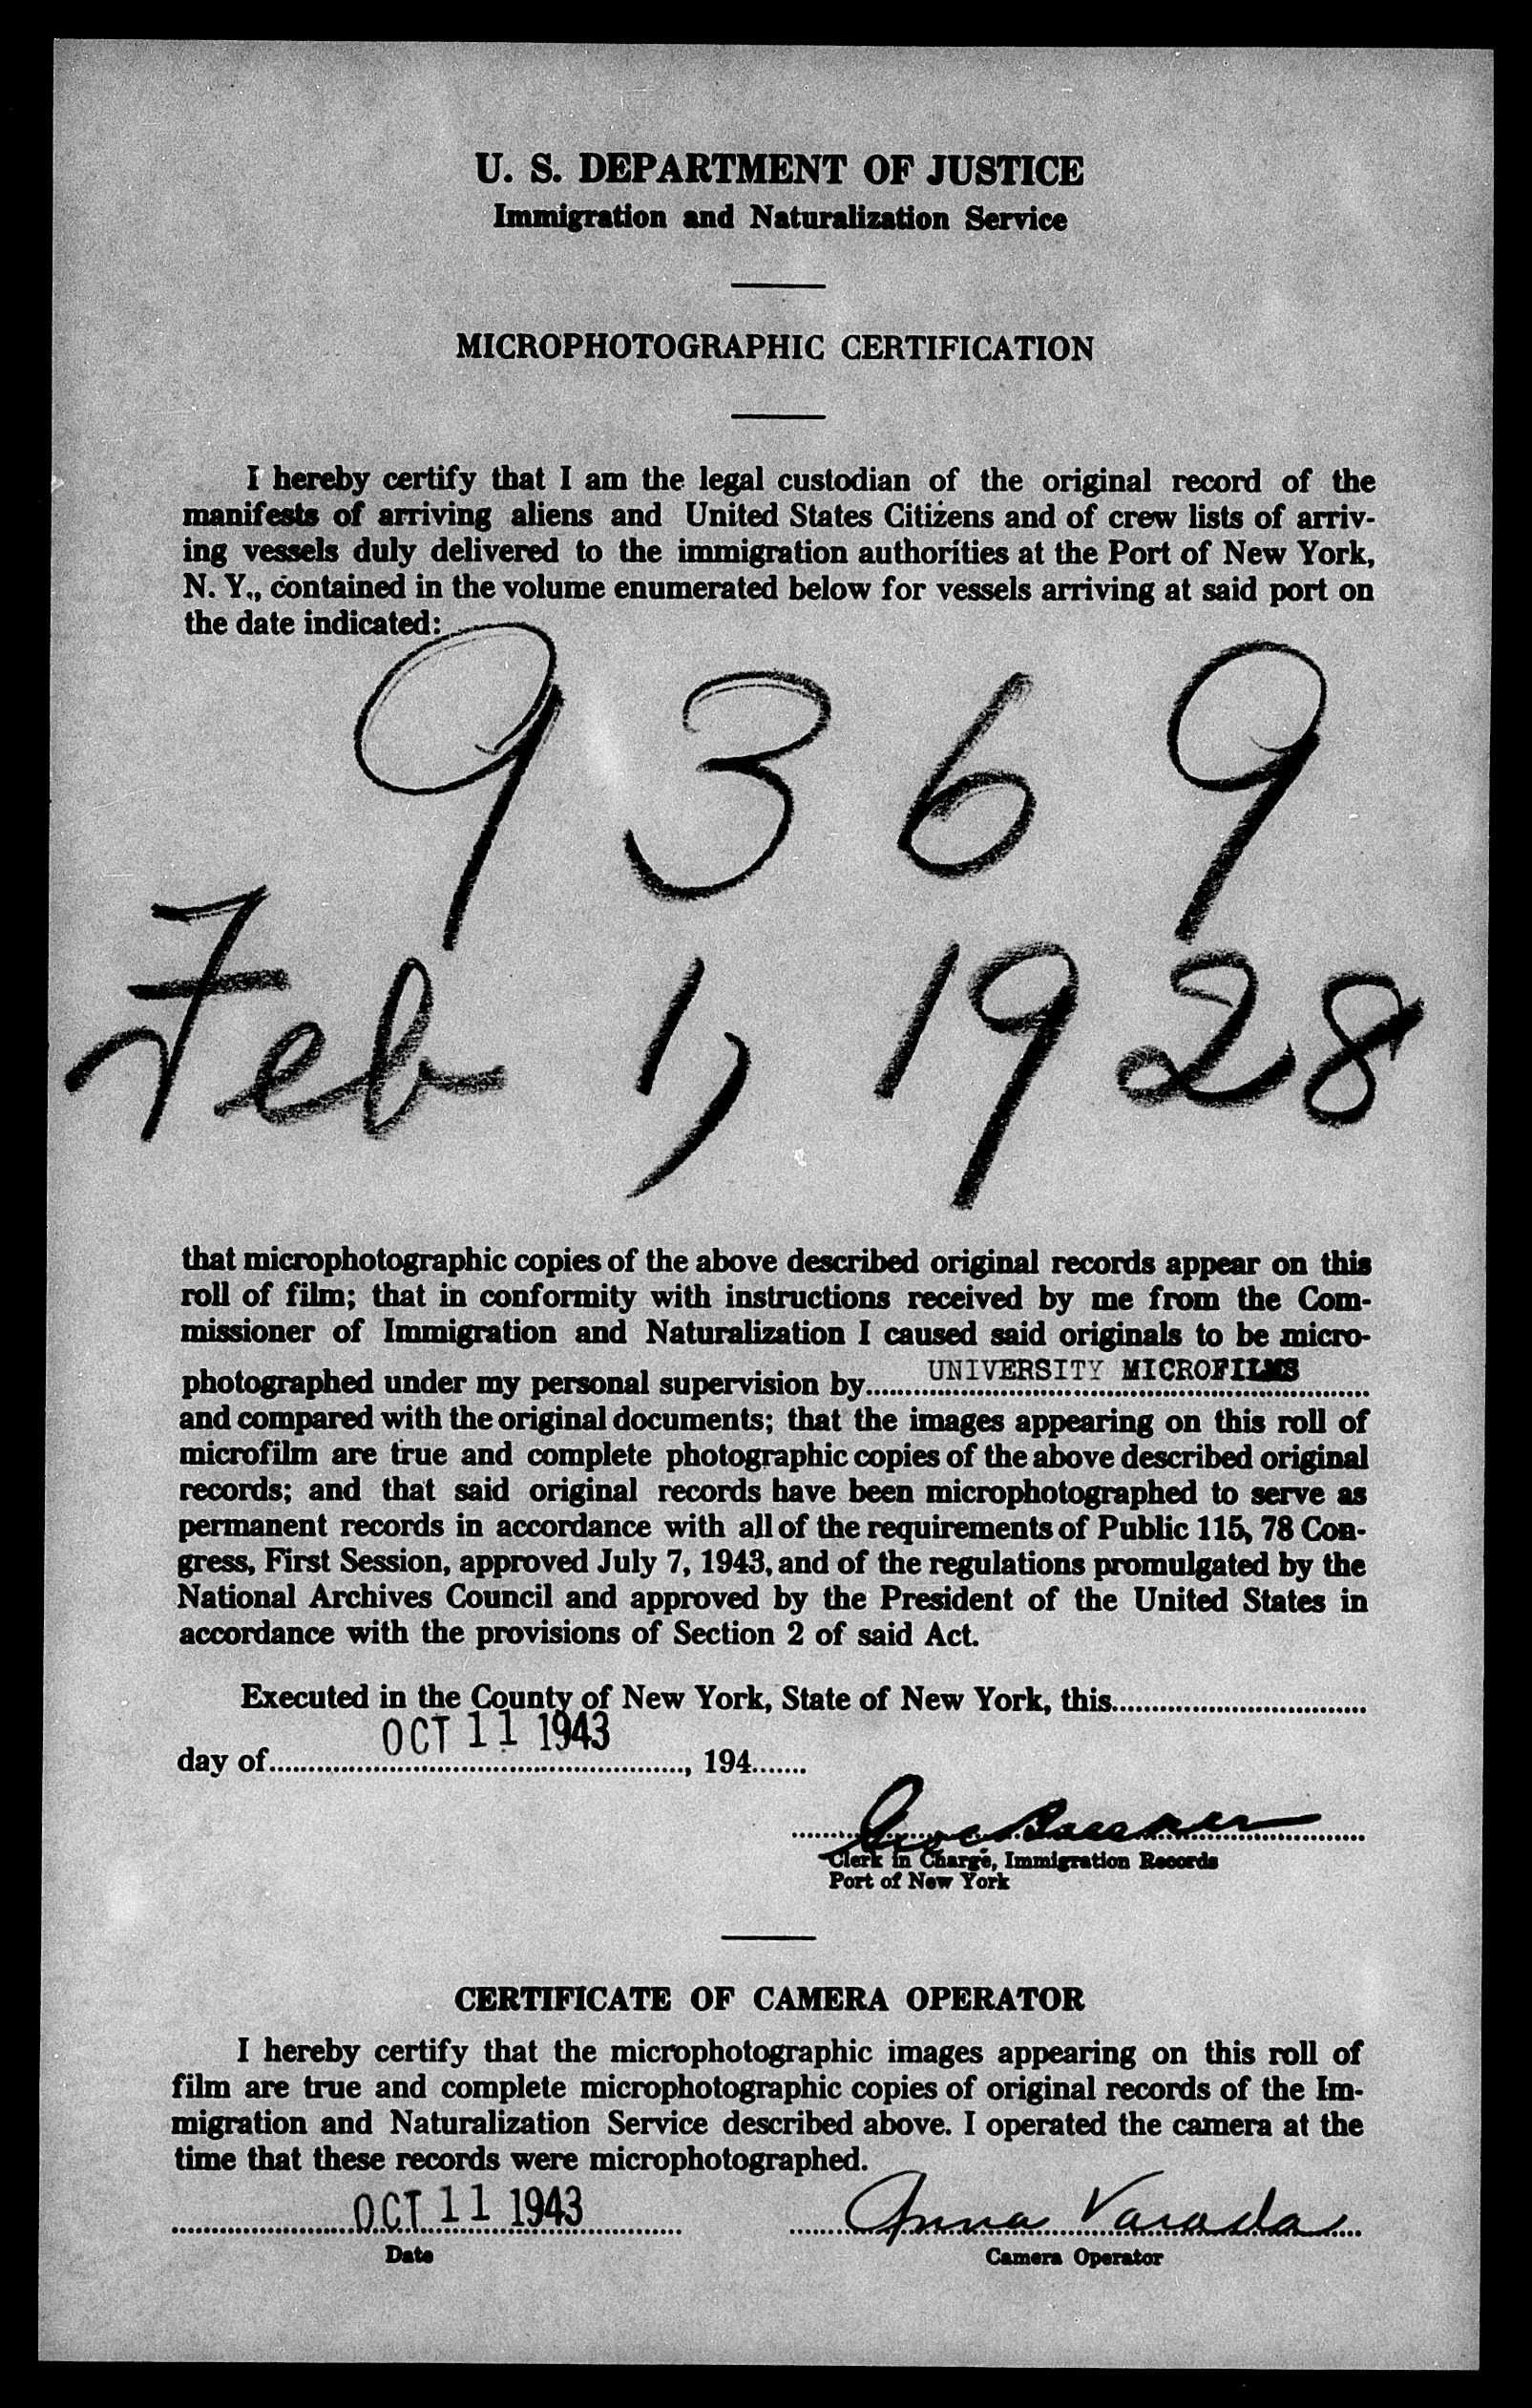 U. S. DEPARTMENT OF JUSTICE
Immigration and Naturalization Service
MICROPHOTOGRAPHIC CERTIFICATION
I hereby certify that I am the legal custodian of the original record of the
manifests of arriving aliens and United States Citizens and of crew lists of arriv-
ing vessels duly delivered to the immigration authorities at the Port of New York,
N. Y., contained in the volume enumerated below for vessels arriving at said port on
the date indicated:
9369
Feb 1, 1928
that microphotographic copies of the above described original records appear on this
roll of film; that in conformity with instructions received by me from the Com-
missioner of Immigration and Naturalization I caused said originals to be micro-
photographed under my personal supervision by UNIVERSITY MICROFILMS
and compared with the original documents; that the images appearing on this roll of
microfilm are true and complete photographic copies of the above described original
records; and that said original records have been microphotographed to serve as
permanent records in accordance with all of the requirements of Public 115, 78 Con-
gress, First Session, approved July 7, 1943, and of the regulations promulgated by the
National Archives Council and approved by the President of the United States in
accordance with the provisions of Section 2 of said Act.
Executed in the County of New York, State of New York, this
day of OCT 11 1943, 194
Clerk in Charge, Immigration Records
Port of New York
CERTIFICATE OF CAMERA OPERATOR
I hereby certify that the microphotographic images appearing on this roll of
film are true and complete microphotographic copies of original records of the Im-
migration and Naturalization Service described above. I operated the camera at the
time that these records were microphotographed.
OCT 11 1943 Anna Varada
Date Camera Operator